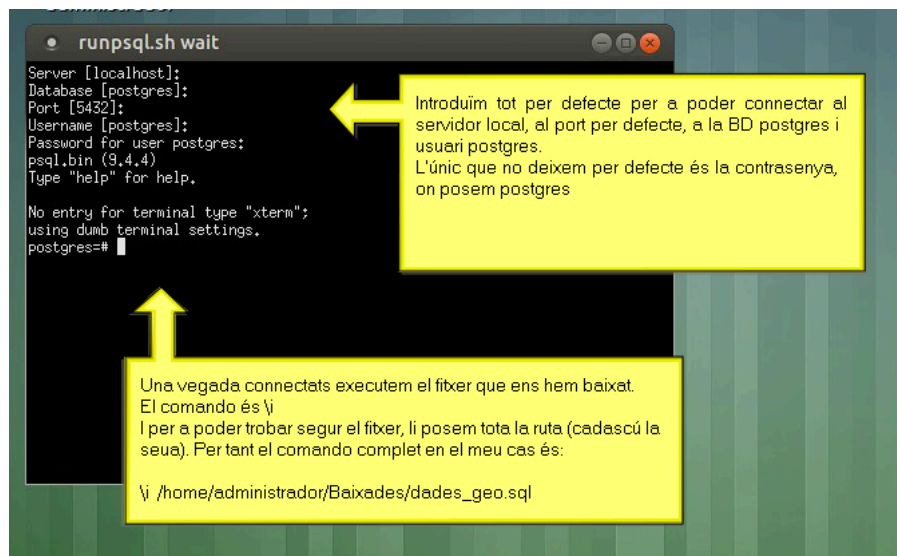 runpsql.sh wait
Server [localhost]:
Database [postgres]:
Port [5432]:
Username [postgres]:
Password for user postgres:
psql.bin (9.4.4)
Type "help" for help.
No entry for terminal type "xterm";
using dumb terminal settings.
postgres=#
Introduïm tot per defecte per a poder connectar al
servidor local, al port per defecte, a la BD postgres i
usuari postgres.
L'únic que no deixem per defecte és la contrasenya,
on posem postgres
Una vegada connectats executem el fitxer que ens hem baixat.
El comando és \i
I per a poder trobar segur el fitxer, li posem tota la ruta (cadascú la
seua). Per tant el comando complet en el meu cas és:
\i /home/administrador/Baixades/dades_geo.sql